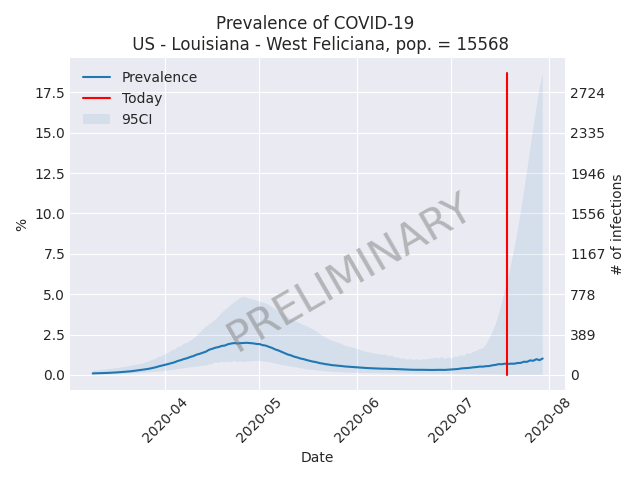 Prevalence of COVID-19
US - Louisiana - West Feliciana, pop. = 15568
Prevalence
Today
95CI
17.5
15.0
12.5
10.0
7.5
5.0
2.5
0.0
%
2724
2335
1946
1556
1167
778
389
0
# of infections
PRELIMINARY
2020-04
2020-05
2020-06
2020-07
2020-08
Date